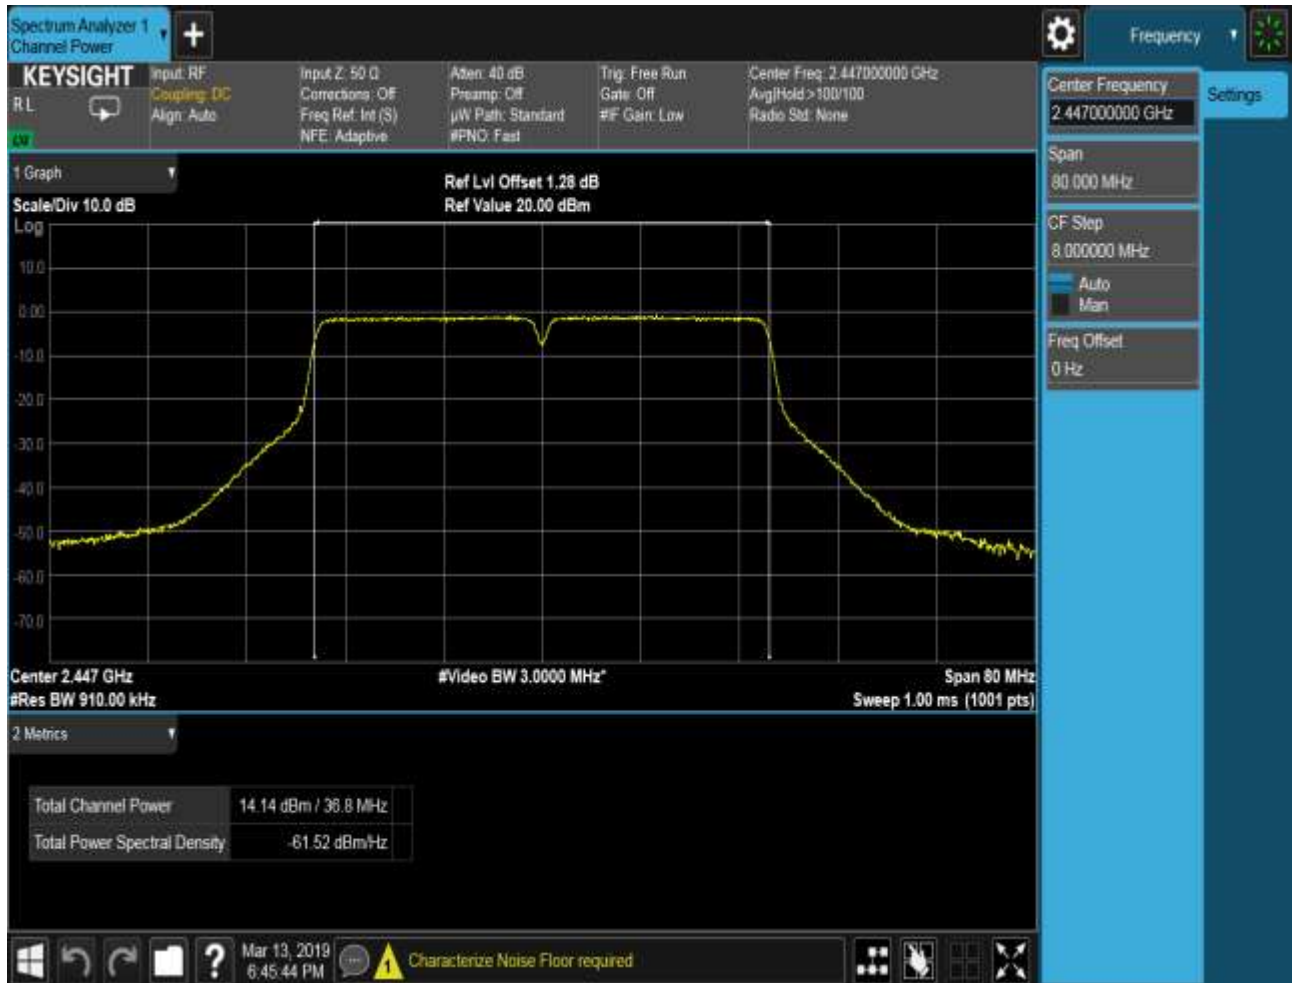 Spectrum Analyzer 1
Channel Power
+
Frequency
KEYSIGHT
R L
Input: RF
Coupling: DC
Align: Auto
Input Z: 50 Ω
Corrections: Off
Freq Ref: Int (S)
NFE: Adaptive
Atten: 40 dB
Preamp: Off
µW Path: Standard
#PNO: Fast
Trig: Free Run
Gate: Off
#IF Gain: Low
Center Freq: 2.447000000 GHz
Avg|Hold:>100/100
Radio Std: None
Center Frequency
2.447000000 GHz
Settings
Span
80.000 MHz
CF Step
8.000000 MHz
Auto
Man
Freq Offset
0 Hz
1 Graph
Scale/Div 10.0 dB
Ref Lvl Offset 1.28 dB
Ref Value 20.00 dBm
Log
10.0
0.00
-10.0
-20.0
-30.0
-40.0
-50.0
-60.0
-70.0
Center 2.447 GHz
#Video BW 3.0000 MHz*
Span 80 MHz
#Res BW 910.00 kHz
Sweep 1.00 ms (1001 pts)
2 Metrics
Total Channel Power 14.14 dBm / 36.8 MHz
Total Power Spectral Density -61.52 dBm/Hz
?
Mar 13, 2019
6:45:44 PM
1
Characterize Noise Floor required